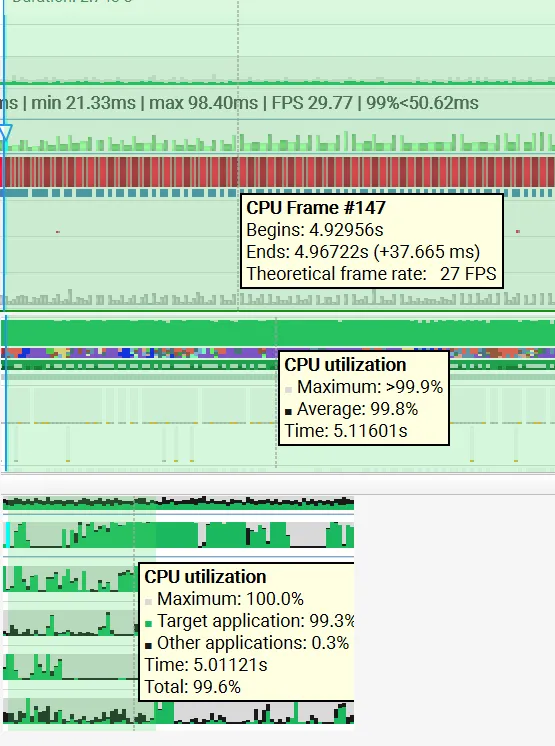 ms | min 21.33ms | max 98.40ms | FPS 29.77 | 99%<50.62ms
CPU Frame #147
Begins: 4.92956s
Ends: 4.96722s (+37.665 ms)
Theoretical frame rate: 27 FPS
CPU utilization
Maximum: >99.9%
Average: 99.8%
Time: 5.11601s
CPU utilization
Maximum: 100.0%
Target application: 99.3%
Other applications: 0.3%
Time: 5.01121s
Total: 99.6%